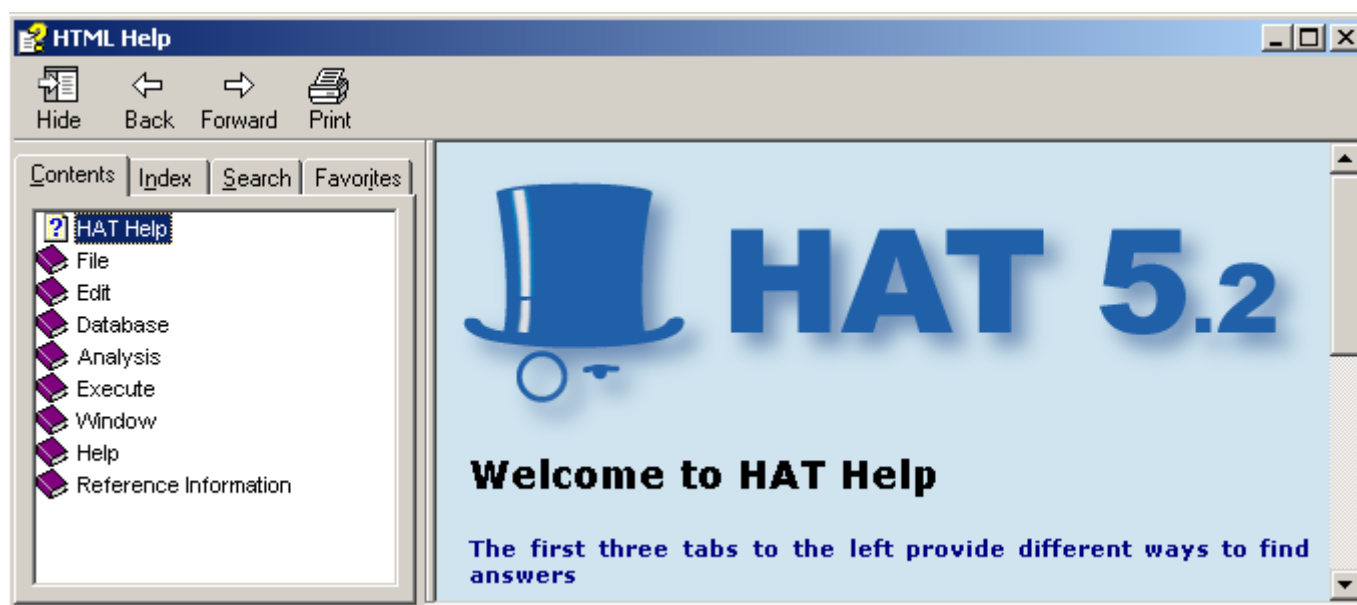 HTML Help
Hide Back Forward Print
Contents Index Search Favorites
HAT Help
File
Edit
Database
Analysis
Execute
Window
Help
Reference Information
HAT 5.2
Welcome to HAT Help
The first three tabs to the left provide different ways to find
answers